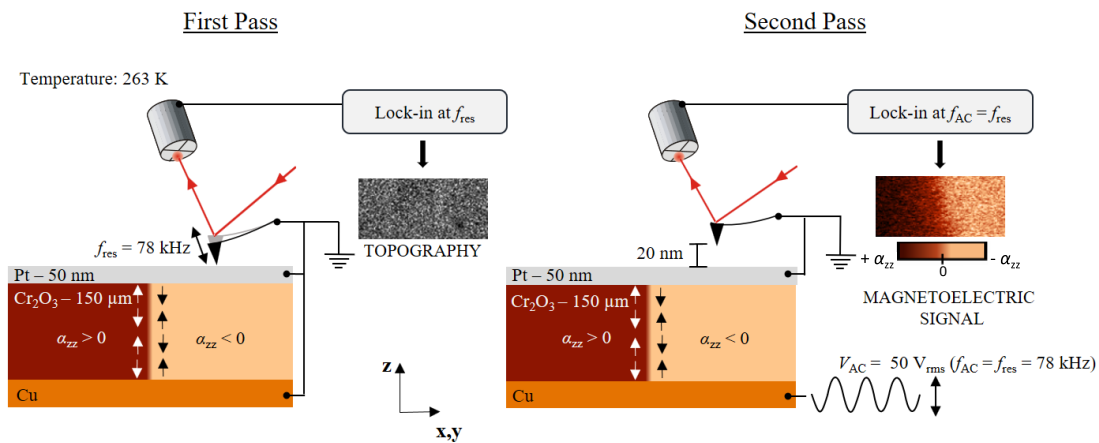 First Pass
Temperature: 263 K
Lock-in at f_res
TOPOGRAPHY
f_res = 78 kHz
Pt – 50 nm
Cr₂O₃ – 150 µm
α_zz > 0
α_zz < 0
Cu
z
x,y
Second Pass
Lock-in at f_AC = f_res
20 nm
+ α_zz
0
- α_zz
MAGNETOELECTRIC
SIGNAL
Pt – 50 nm
Cr₂O₃ – 150 µm
α_zz > 0
α_zz < 0
Cu
V_AC = 50 V_rms (f_AC = f_res = 78 kHz)